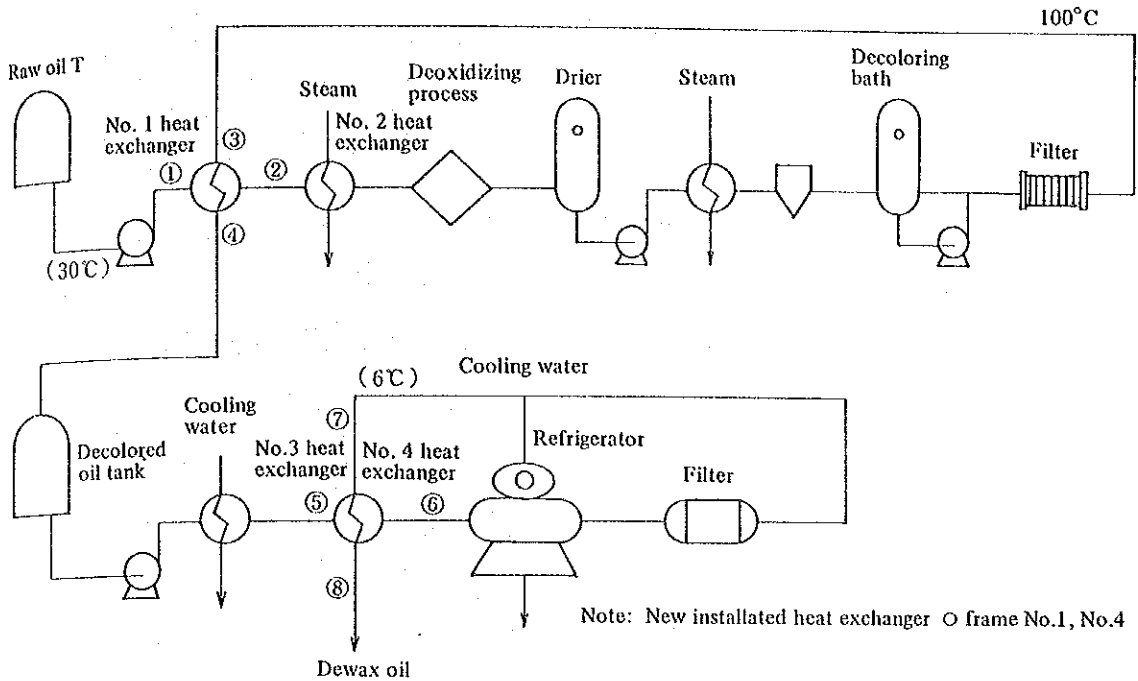 100°C
Raw oil T
Steam
Deoxidizing
process
Drier
Steam
Decoloring
bath
No. 1 heat
exchanger
No. 2 heat
exchanger
Filter
①
③
②
④
(30℃)
(6℃)
Cooling water
Cooling
water
⑦
Refrigerator
Decolored
oil tank
No.3 heat
exchanger
No. 4 heat
exchanger
Filter
⑤
⑥
⑧
Note: New installated heat exchanger O frame No.1, No.4
Dewax oil